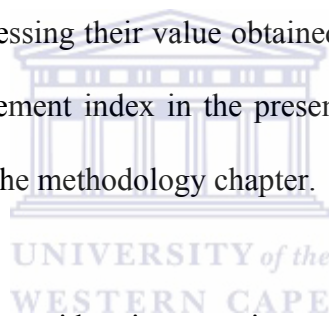 essing their value obtained
ement index in the presen
he methodology chapter.
UNIVERSITY of the
WESTERN CAPE